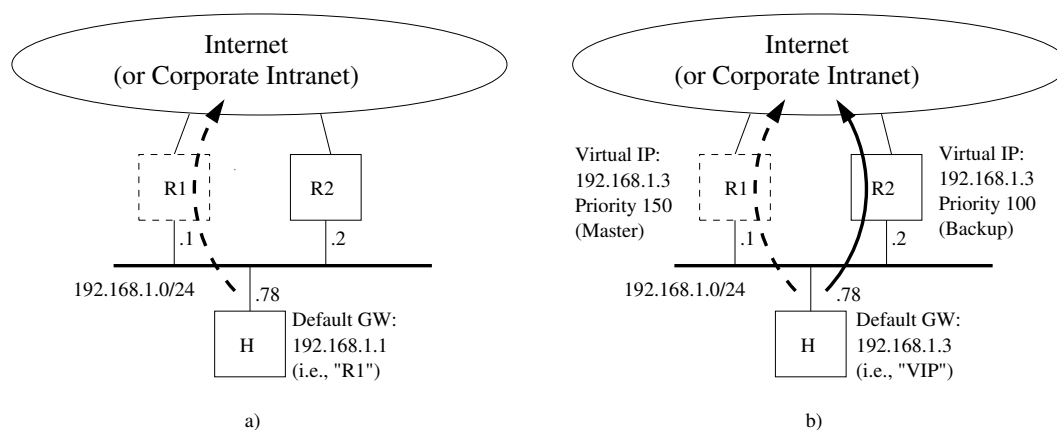 Internet
(or Corporate Intranet)
R1
R2
.1
.2
192.168.1.0/24
.78
H
Default GW:
192.168.1.1
(i.e., "R1")
a)
Internet
(or Corporate Intranet)
Virtual IP:
192.168.1.3
Priority 150
(Master)
R1
R2
Virtual IP:
192.168.1.3
Priority 100
(Backup)
.1
.2
192.168.1.0/24
.78
H
Default GW:
192.168.1.3
(i.e., "VIP")
b)